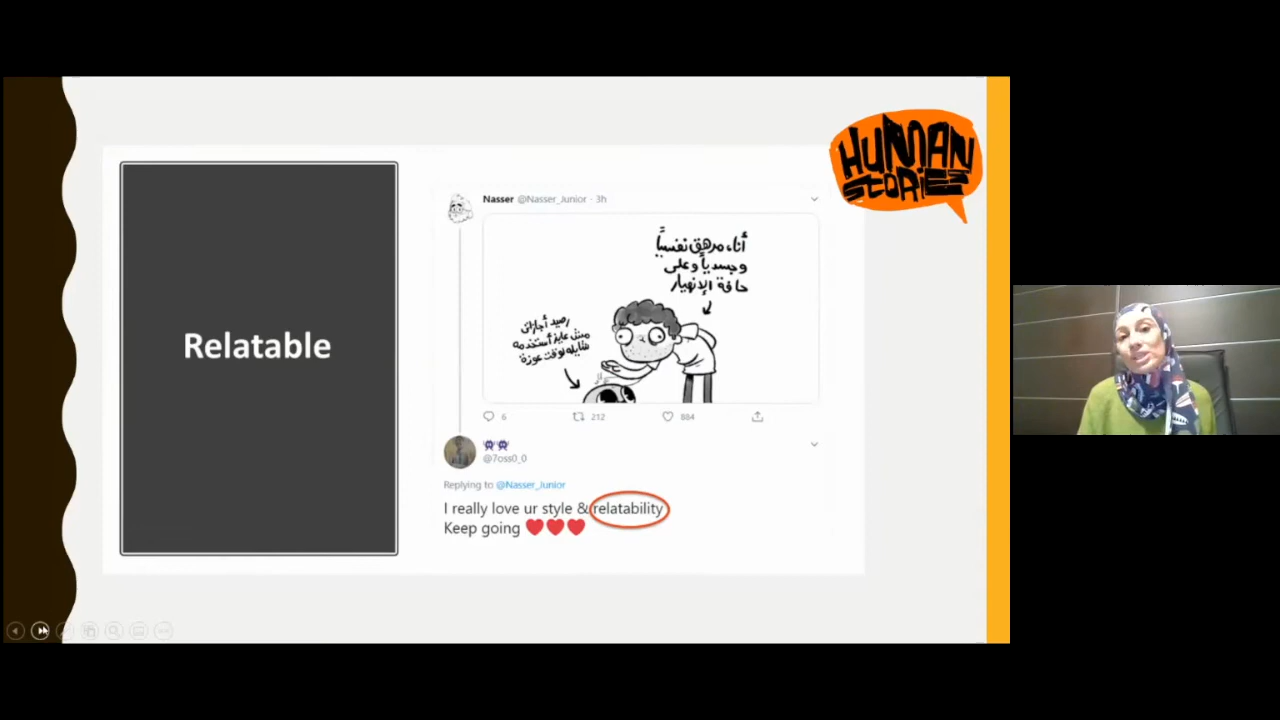 HUMAN
STORIES
Relatable
Nasser @Nasser_Junior · 3h
أنا، مرهق نفسيًّا
وجسدياً وعلى
حافة الإنهيار
رصيد أجازاتي
مش عايز أستخدمه
شايله لوقت عوزة
6 212 884
@7oss0_0
Replying to @Nasser_Junior
I really love ur style & relatability
Keep going ❤❤❤